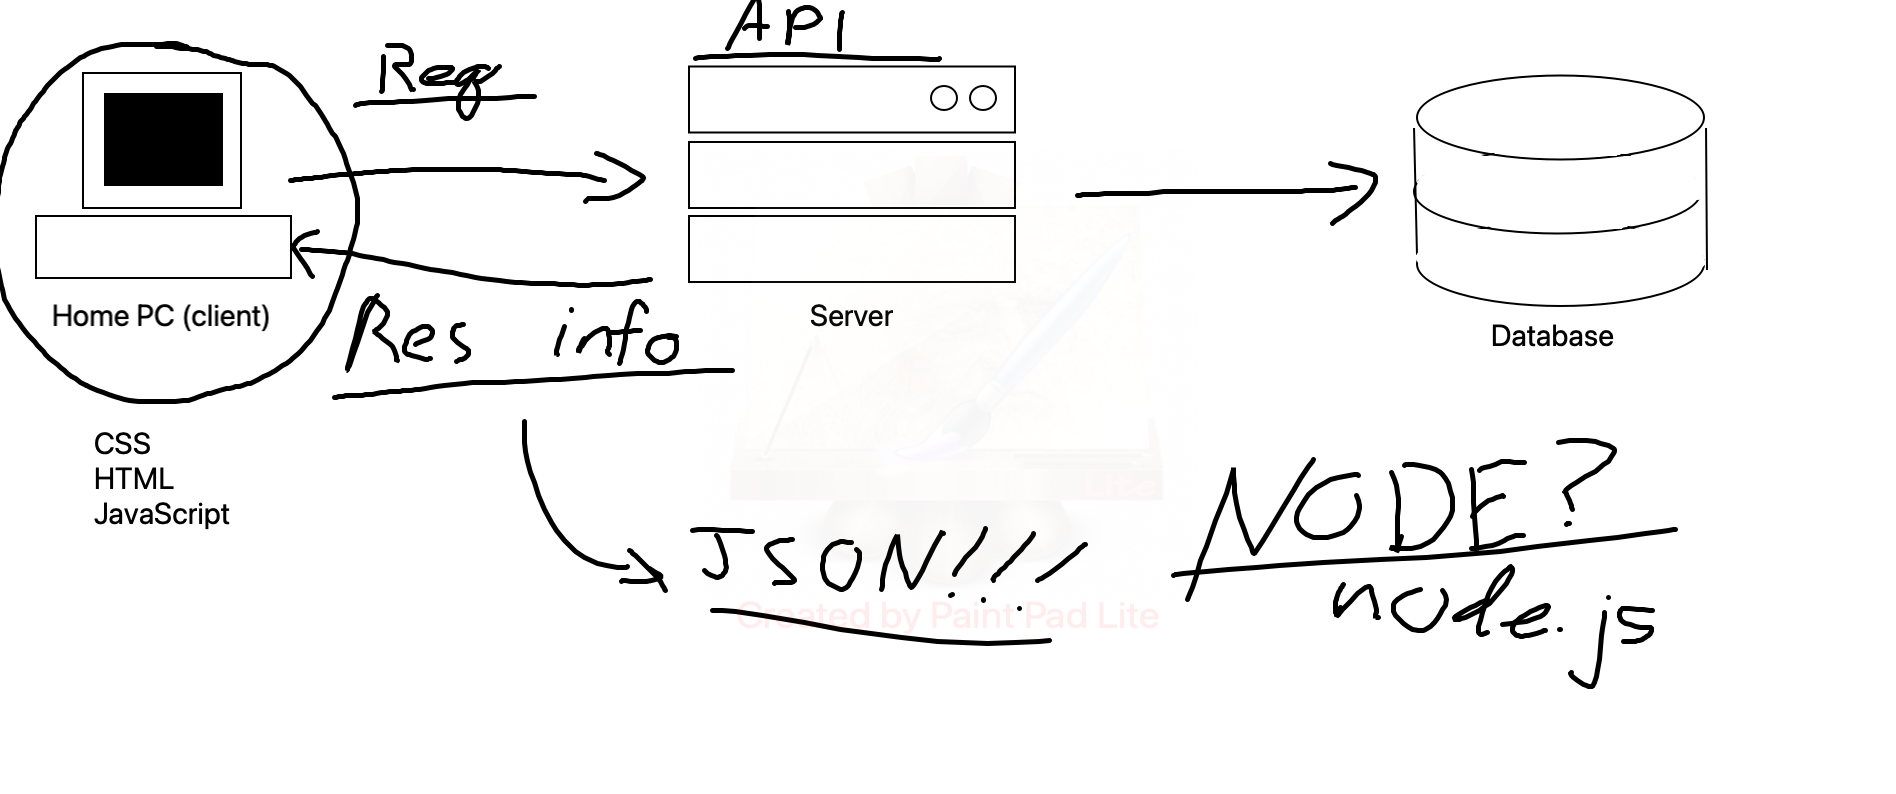 API
Req
Home PC (client)
Server
Database
Res info
CSS
HTML
JavaScript
JSON!!!
NODE?
node.js
Lite
Created by Paint Pad Lite